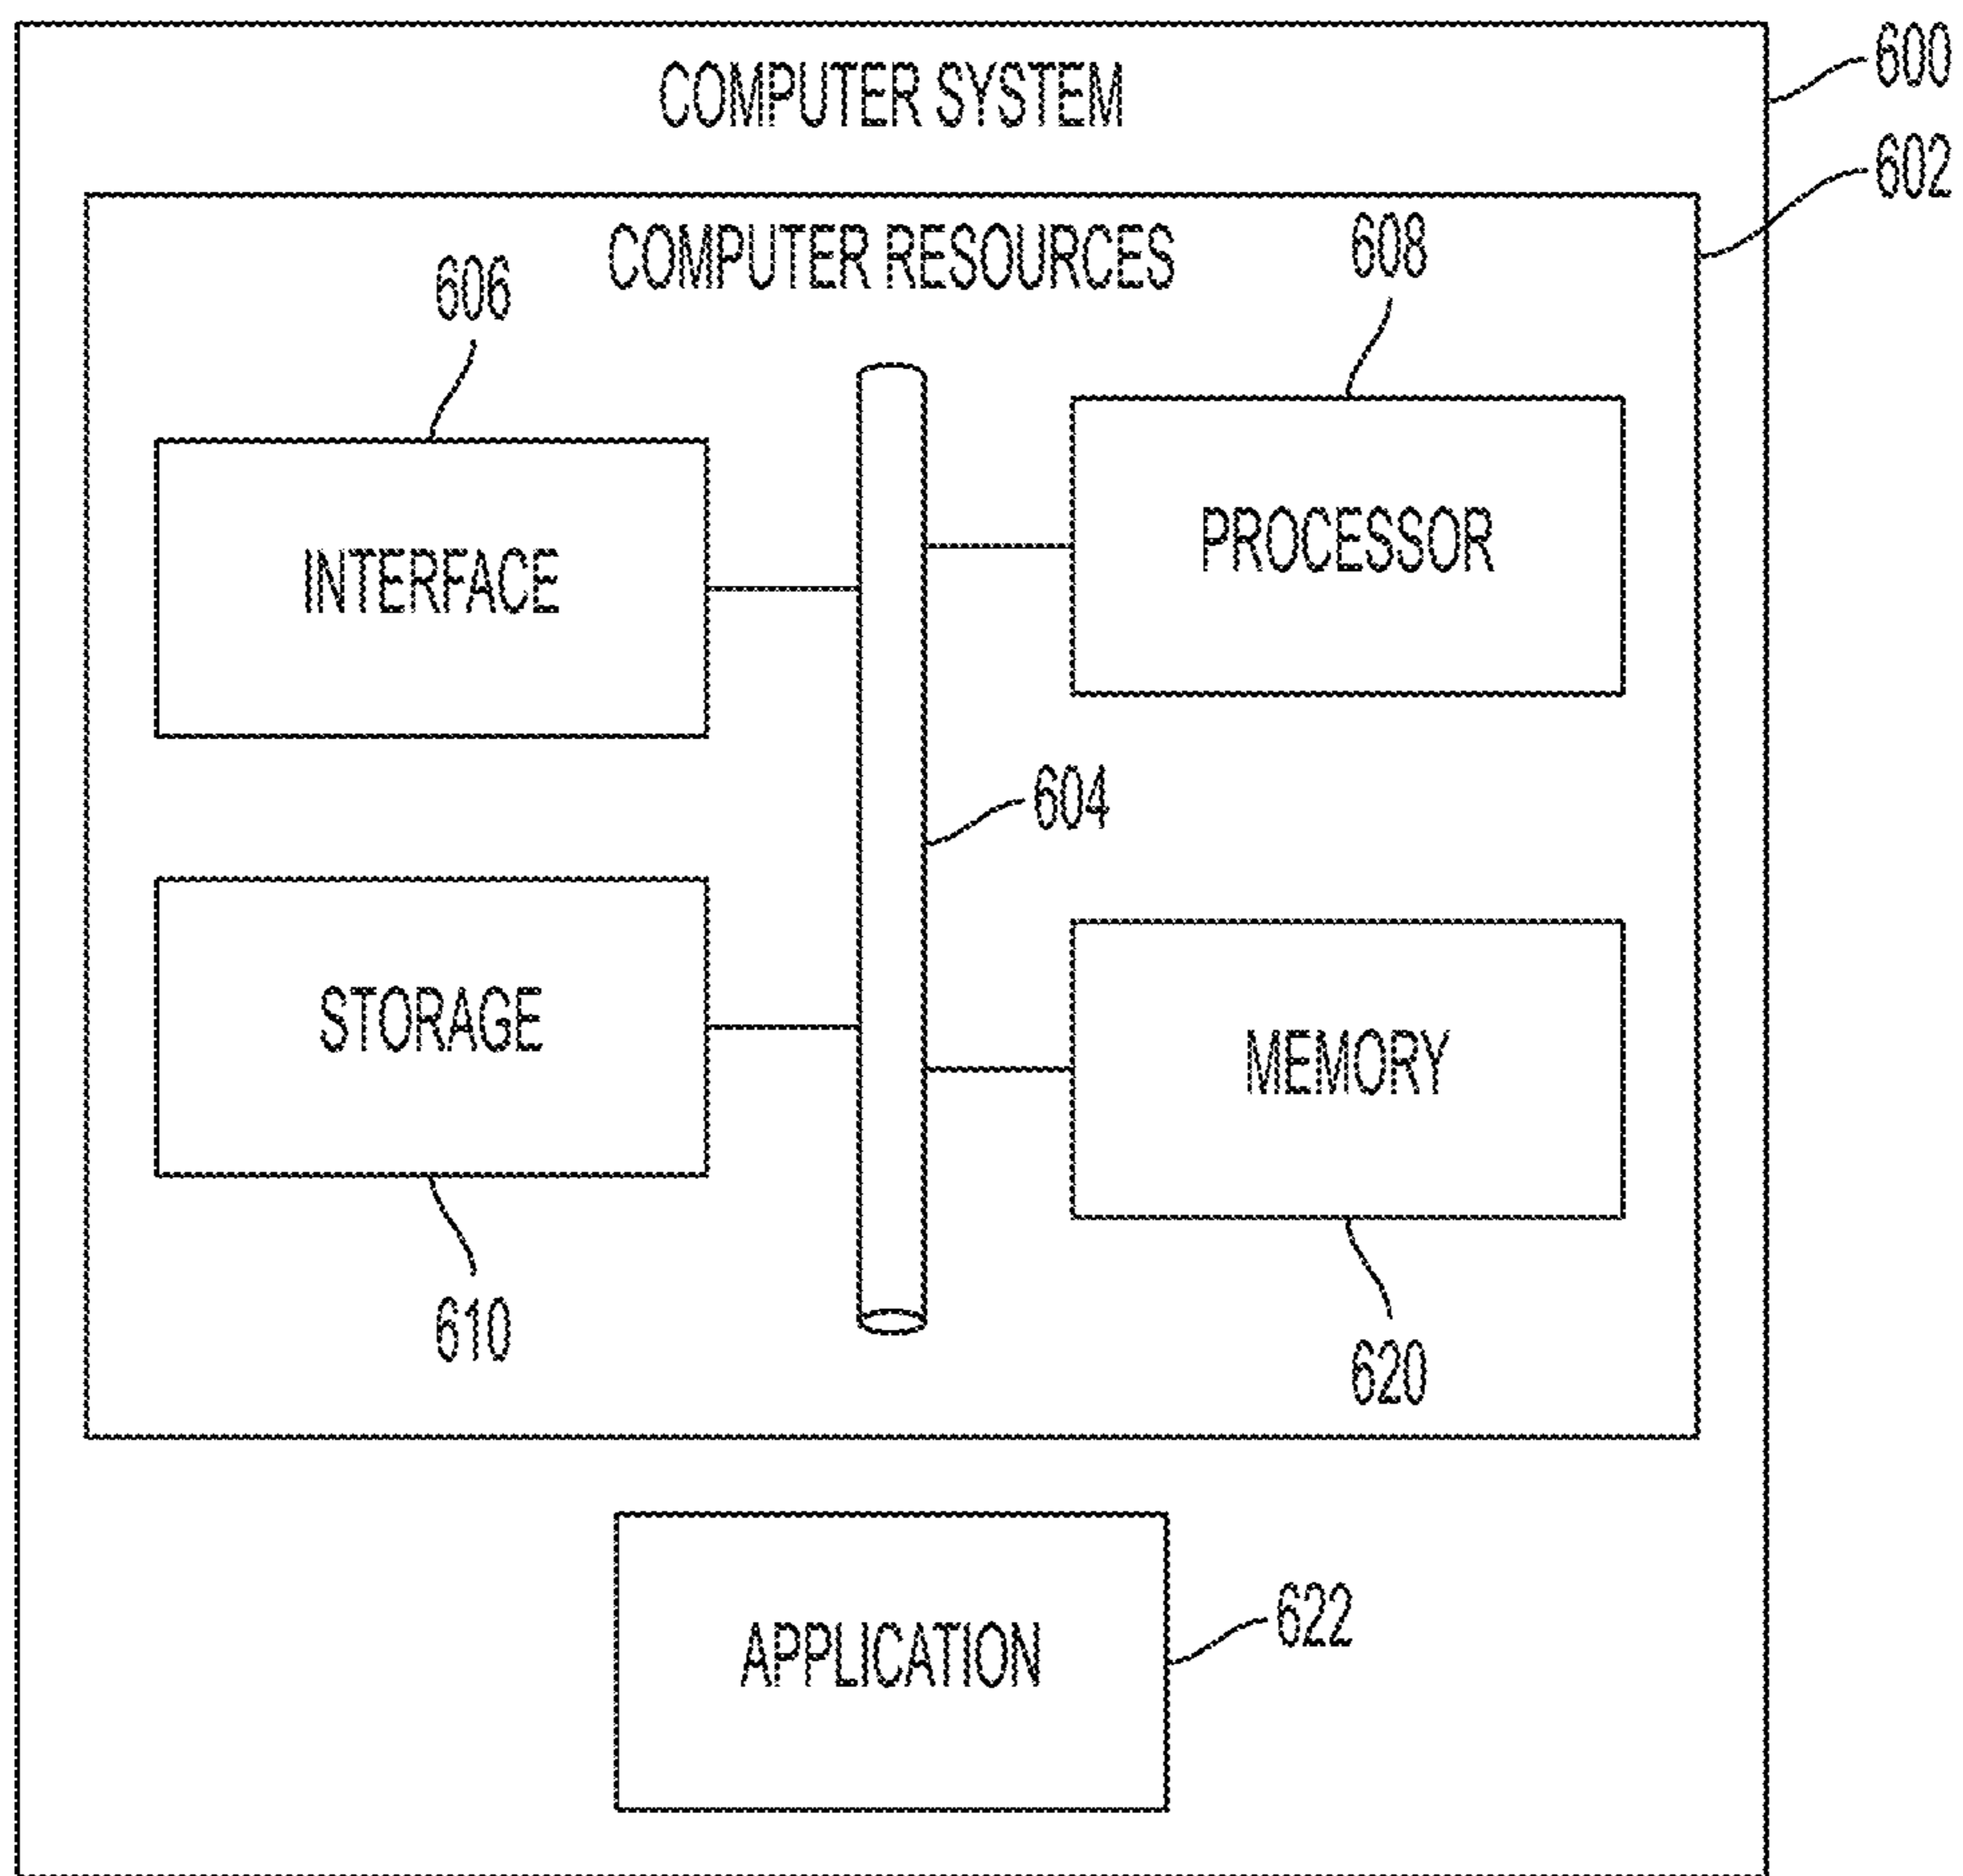 COMPUTER SYSTEM
600
602
COMPUTER RESOURCES
606
608
INTERFACE
PROCESSOR
604
STORAGE
MEMORY
610
620
APPLICATION
622